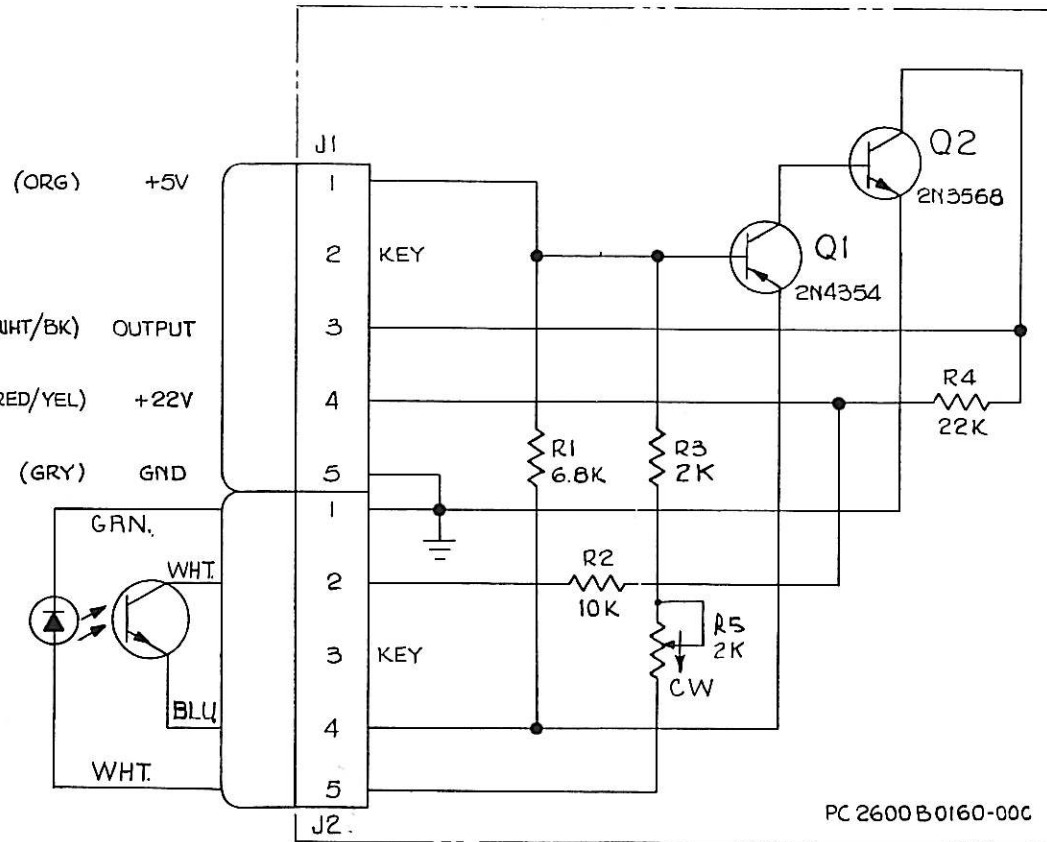 J1
(ORG) +5V 1
2 KEY
WHT/BK) OUTPUT 3
RED/YEL) +22V 4
(GRY) GND 5
GRN. 1
WHT. 2
3 KEY
BLU 4
WHT. 5
J2.
Q2
2N3568
Q1
2N4354
R4
22K
R1
6.8K
R3
2K
R2
10K
R5
2K
CW
PC 2600 B 0160-00C